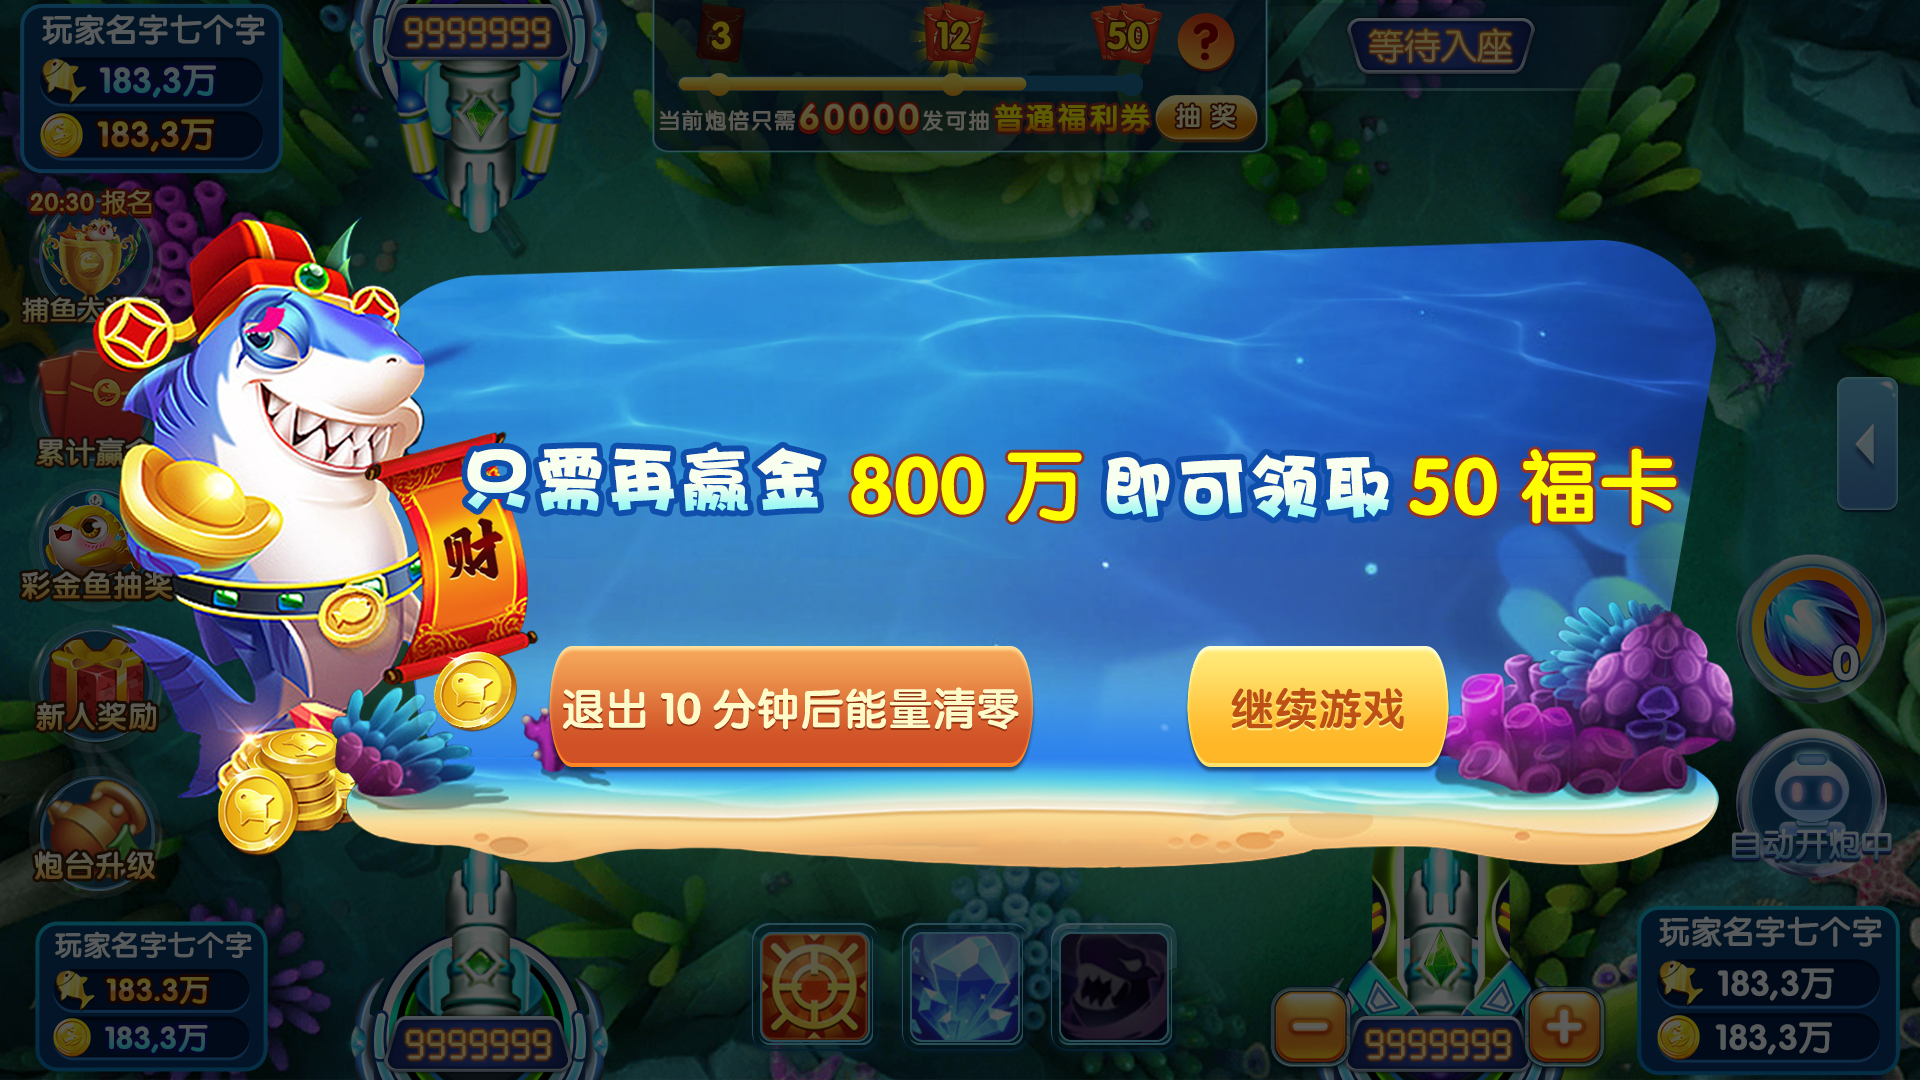 玩家名字七个字
183,3万
183,3万
9999999
3
12
50
?
当前炮倍只需60000发可抽普通福利券
抽 奖
等待入座
20:30 报名
捕鱼大
累计赢
彩金鱼抽奖
新人奖励
炮台升级
财
只需再赢金 800 万 即可领取 50 福卡
退出 10 分钟后能量清零
继续游戏
0
自动开炮中
玩家名字七个字
183.3万
183,3万
9999999
9999999
玩家名字七个字
183,3万
183,3万